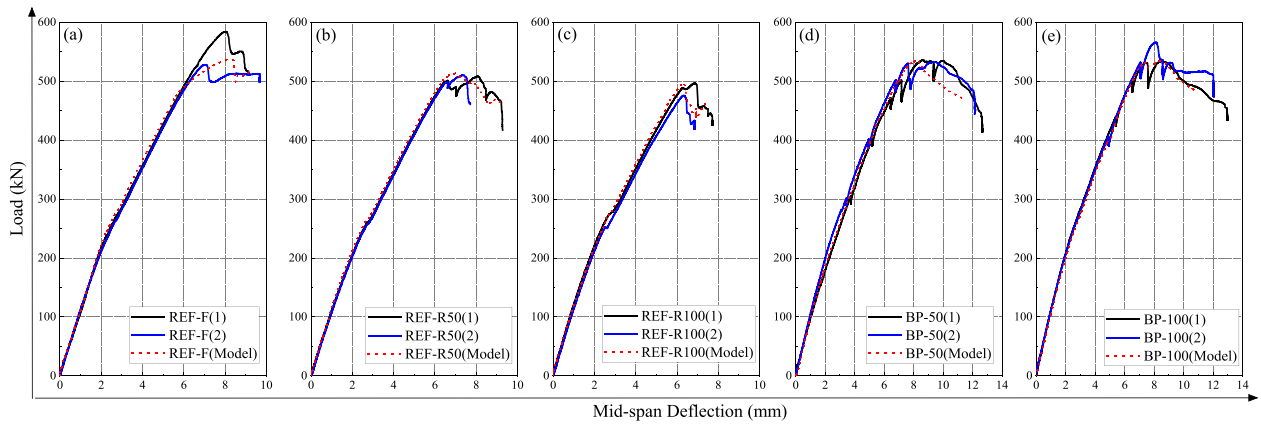 Load (kN)
(a)
600
500
400
300
200
100
0
0 2 4 6 8 10
REF-F(1)
REF-F(2)
REF-F(Model)
(b)
600
500
400
300
200
100
0
0 2 4 6 8 10
REF-R50(1)
REF-R50(2)
REF-R50(Model)
(c)
600
500
400
300
200
100
0
0 2 4 6 8 10
REF-R100(1)
REF-R100(2)
REF-R100(Model)
(d)
600
500
400
300
200
100
0
0 2 4 6 8 10 12 14
BP-50(1)
BP-50(2)
BP-50(Model)
(e)
600
500
400
300
200
100
0
0 2 4 6 8 10 12 14
BP-100(1)
BP-100(2)
BP-100(Model)
Mid-span Deflection (mm)